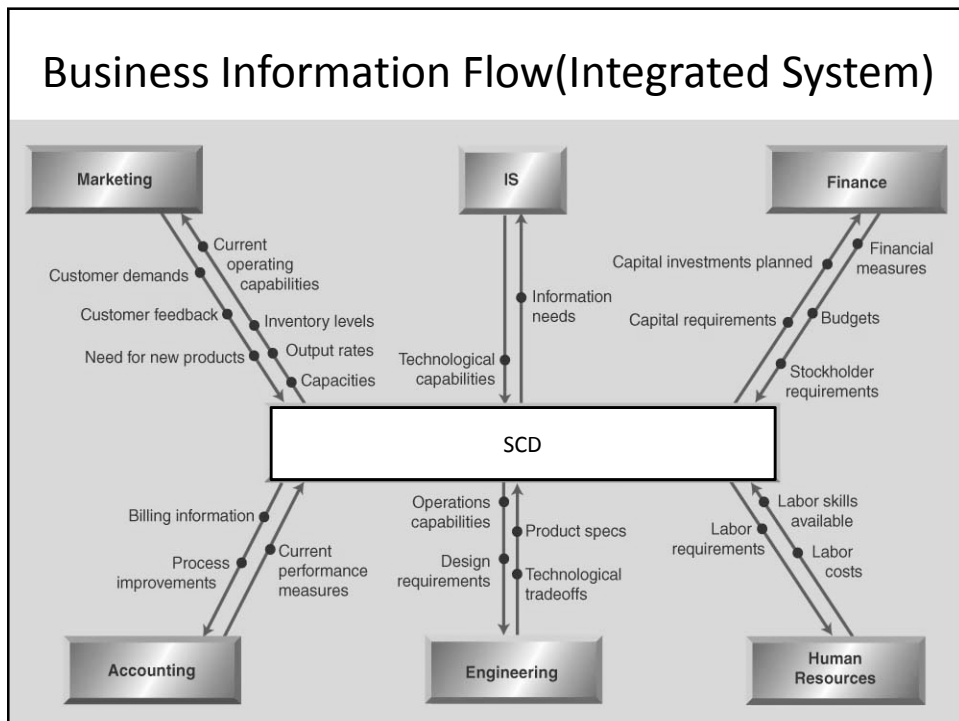 Business Information Flow(Integrated System)
Marketing
IS
Finance
Current
operating
capabilities
Customer demands
Customer feedback
Inventory levels
Need for new products
Output rates
Capacities
Information
needs
Technological
capabilities
Capital investments planned
Financial
measures
Capital requirements
Budgets
Stockholder
requirements
SCD
Billing information
Process
improvements
Current
performance
measures
Operations
capabilities
Product specs
Design
requirements
Technological
tradeoffs
Labor skills
available
Labor
requirements
Labor
costs
Accounting
Engineering
Human
Resources